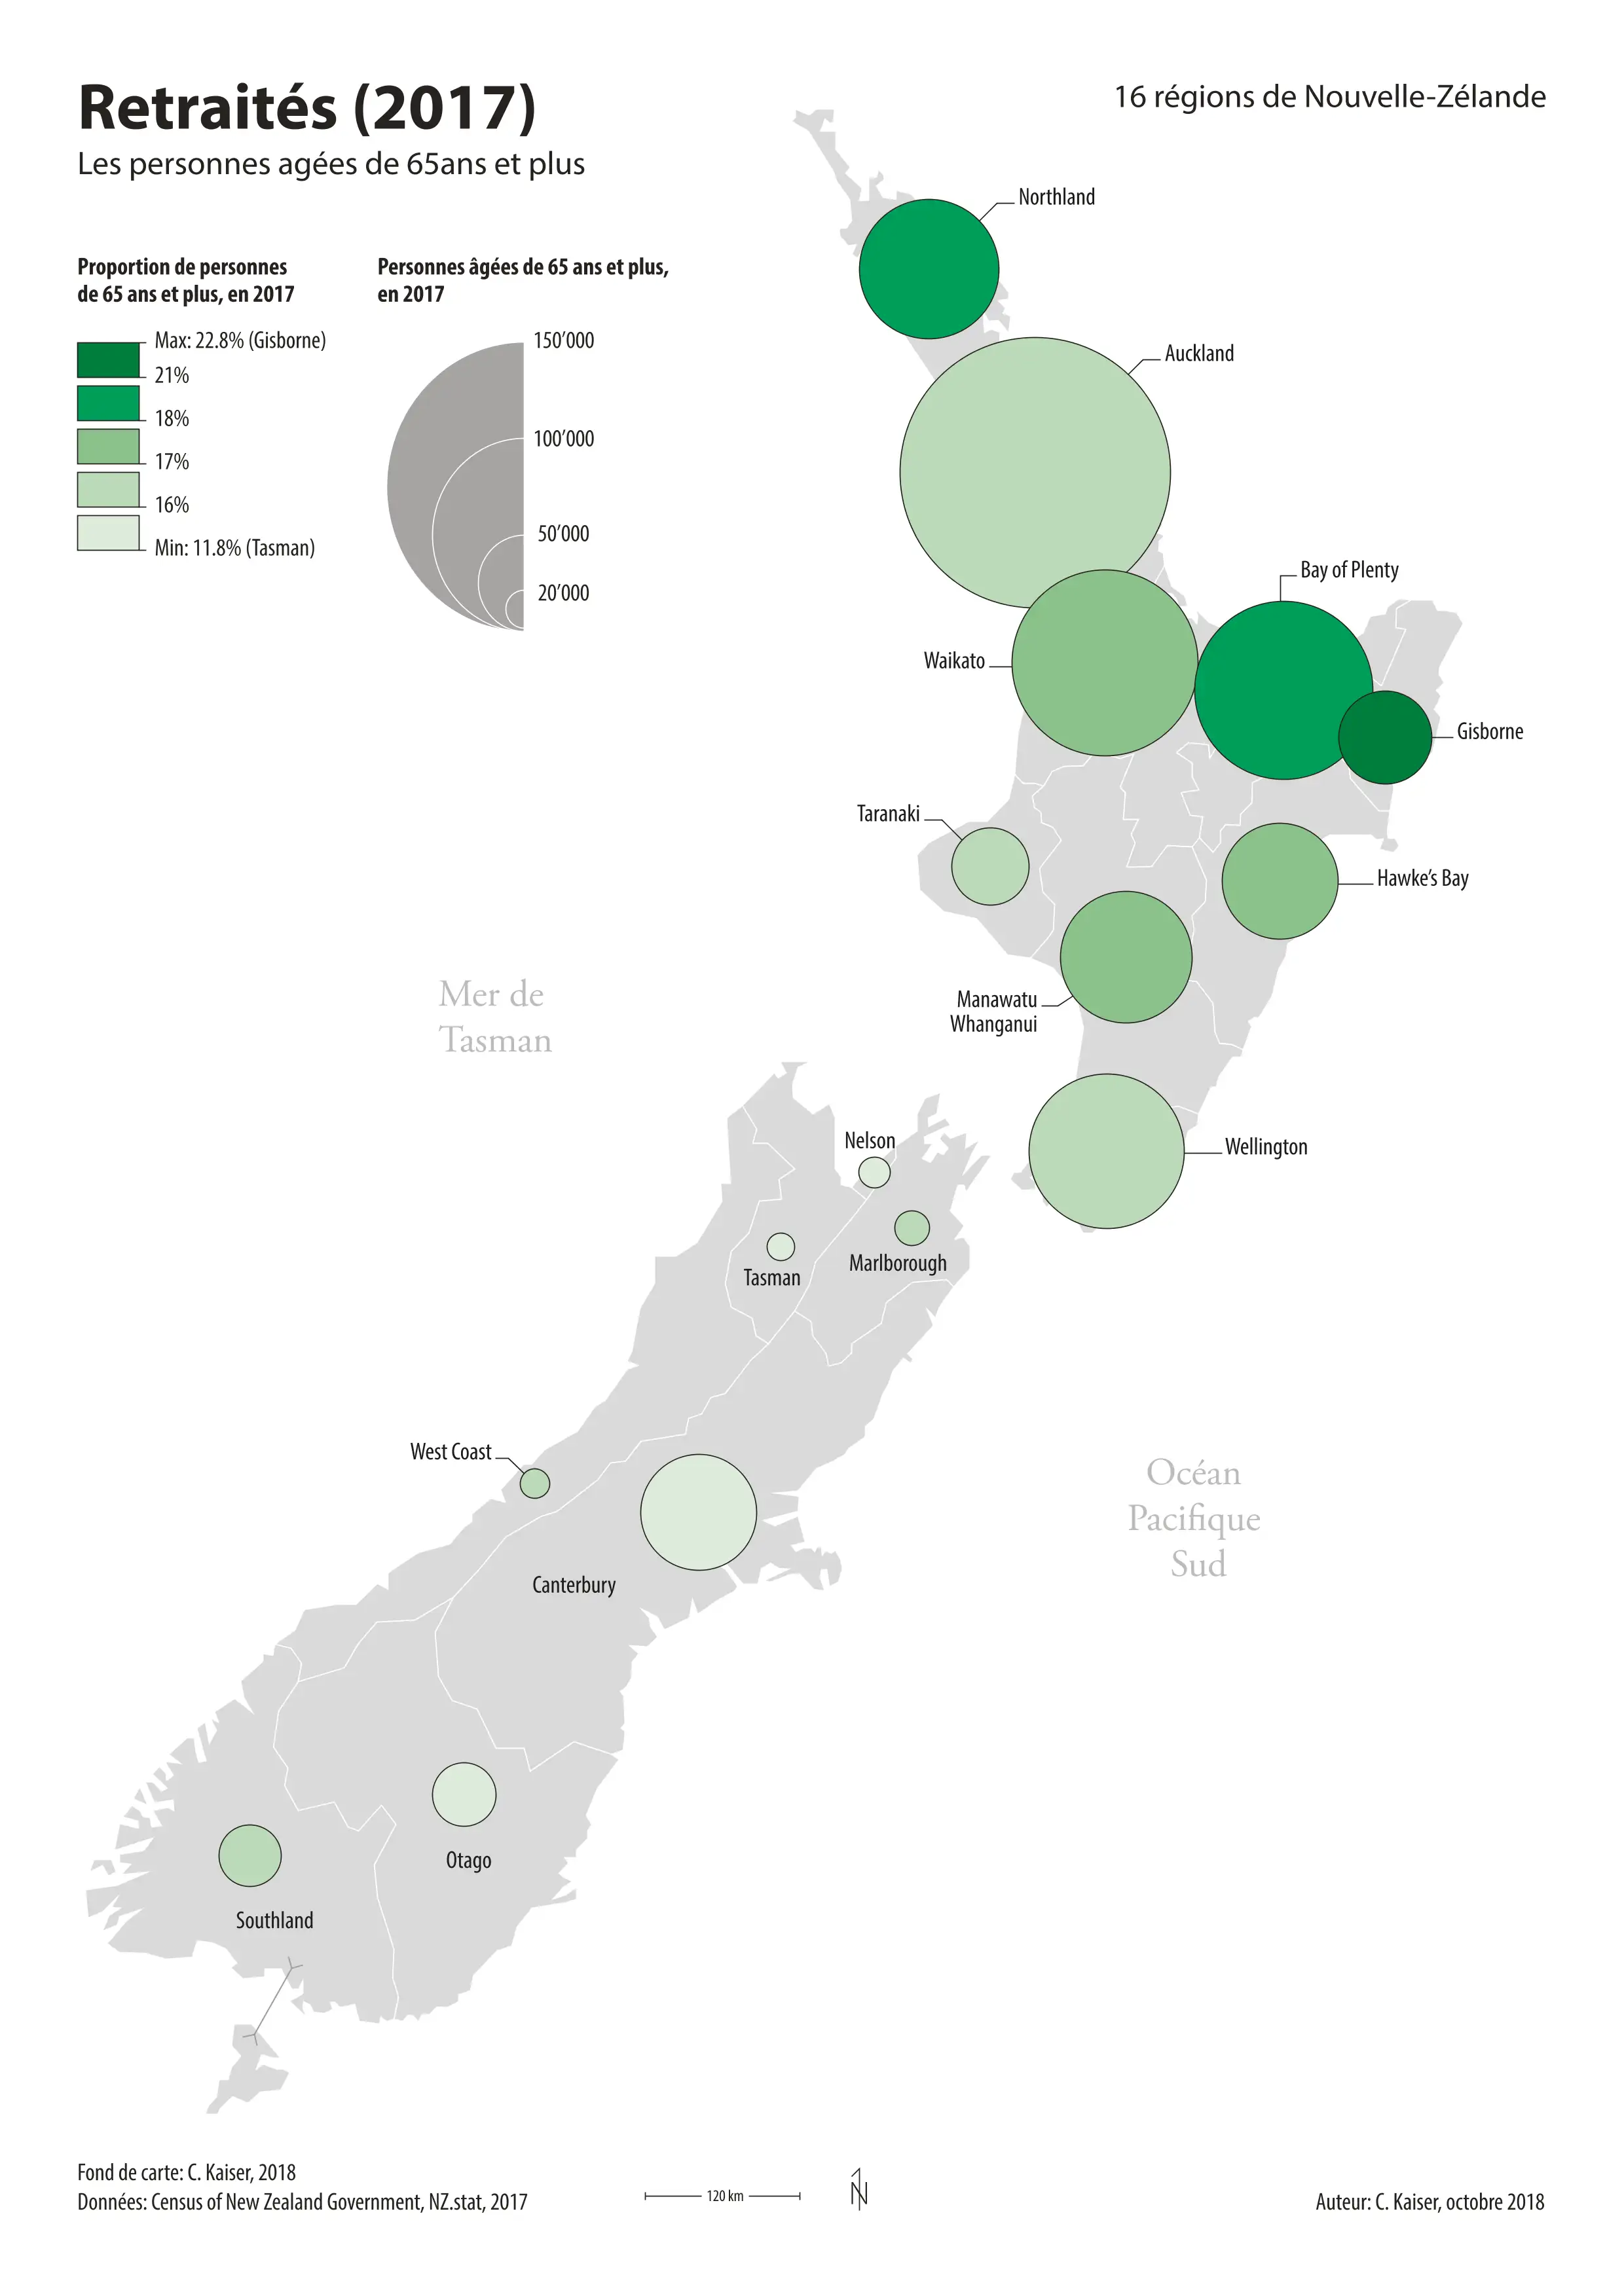 Retraités (2017)
Les personnes agées de 65ans et plus
16 régions de Nouvelle-Zélande
Proportion de personnes
de 65 ans et plus, en 2017
Max: 22.8% (Gisborne)
21%
18%
17%
16%
Min: 11.8% (Tasman)
Personnes âgées de 65 ans et plus,
en 2017
150’000
100’000
50’000
20’000
Northland
Auckland
Bay of Plenty
Waikato
Gisborne
Taranaki
Hawke’s Bay
Manawatu
Whanganui
Mer de
Tasman
Wellington
Nelson
Marlborough
Tasman
West Coast
Océan
Pacifique
Sud
Canterbury
Otago
Southland
Fond de carte: C. Kaiser, 2018
Données: Census of New Zealand Government, NZ.stat, 2017
120 km
N
Auteur: C. Kaiser, octobre 2018